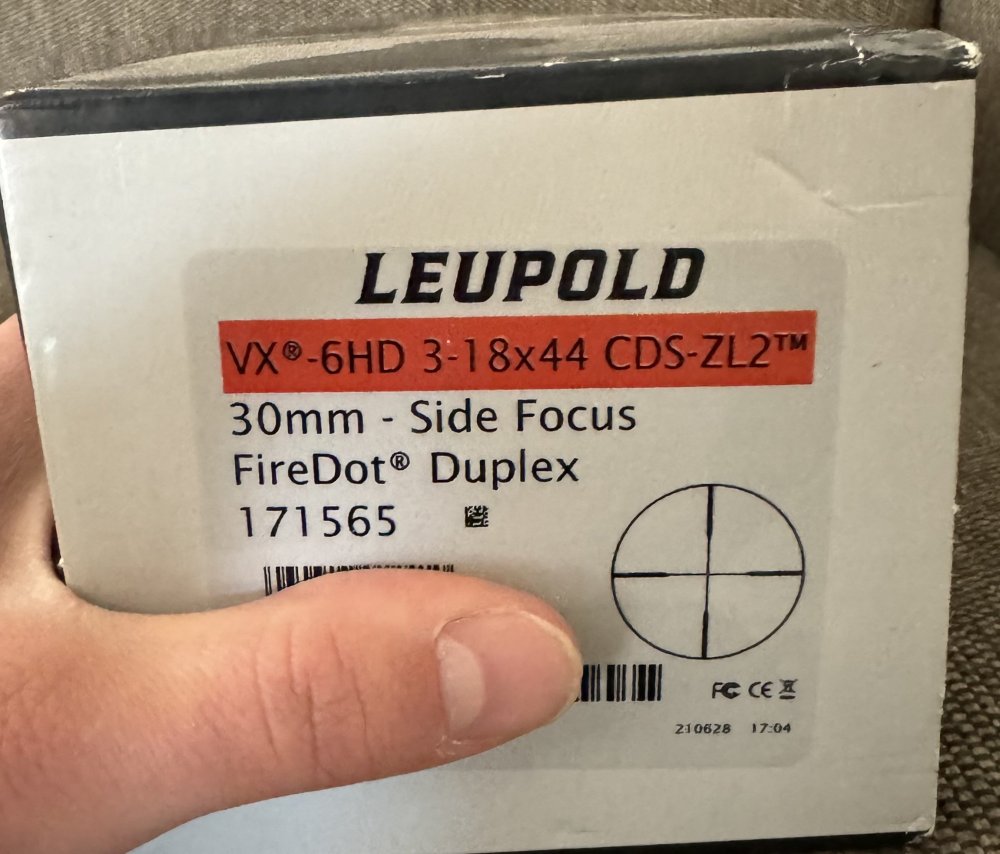 LEUPOLD
VX®-6HD 3-18x44 CDS-ZL2™
30mm - Side Focus
FireDot® Duplex
171565
FC CE
210628 17:04